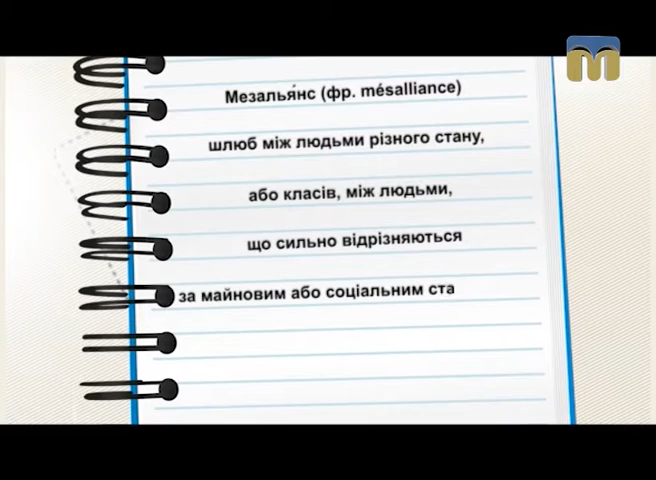 Мезалья́нс (фр. mésalliance)
шлюб між людьми різного стану,
або класів, між людьми,
що сильно відрізняються
за майновим або соціальним ста